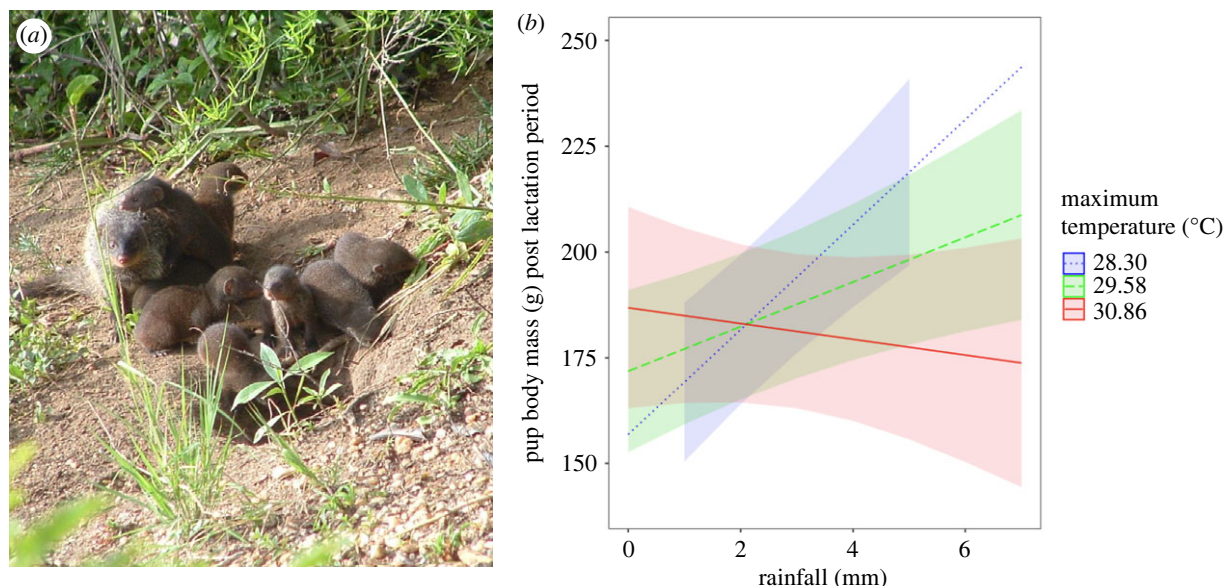 (a)
(b)
250
225
200
175
150
pup body mass (g) post lactation period
0 2 4 6
rainfall (mm)
maximum
temperature (°C)
28.30
29.58
30.86